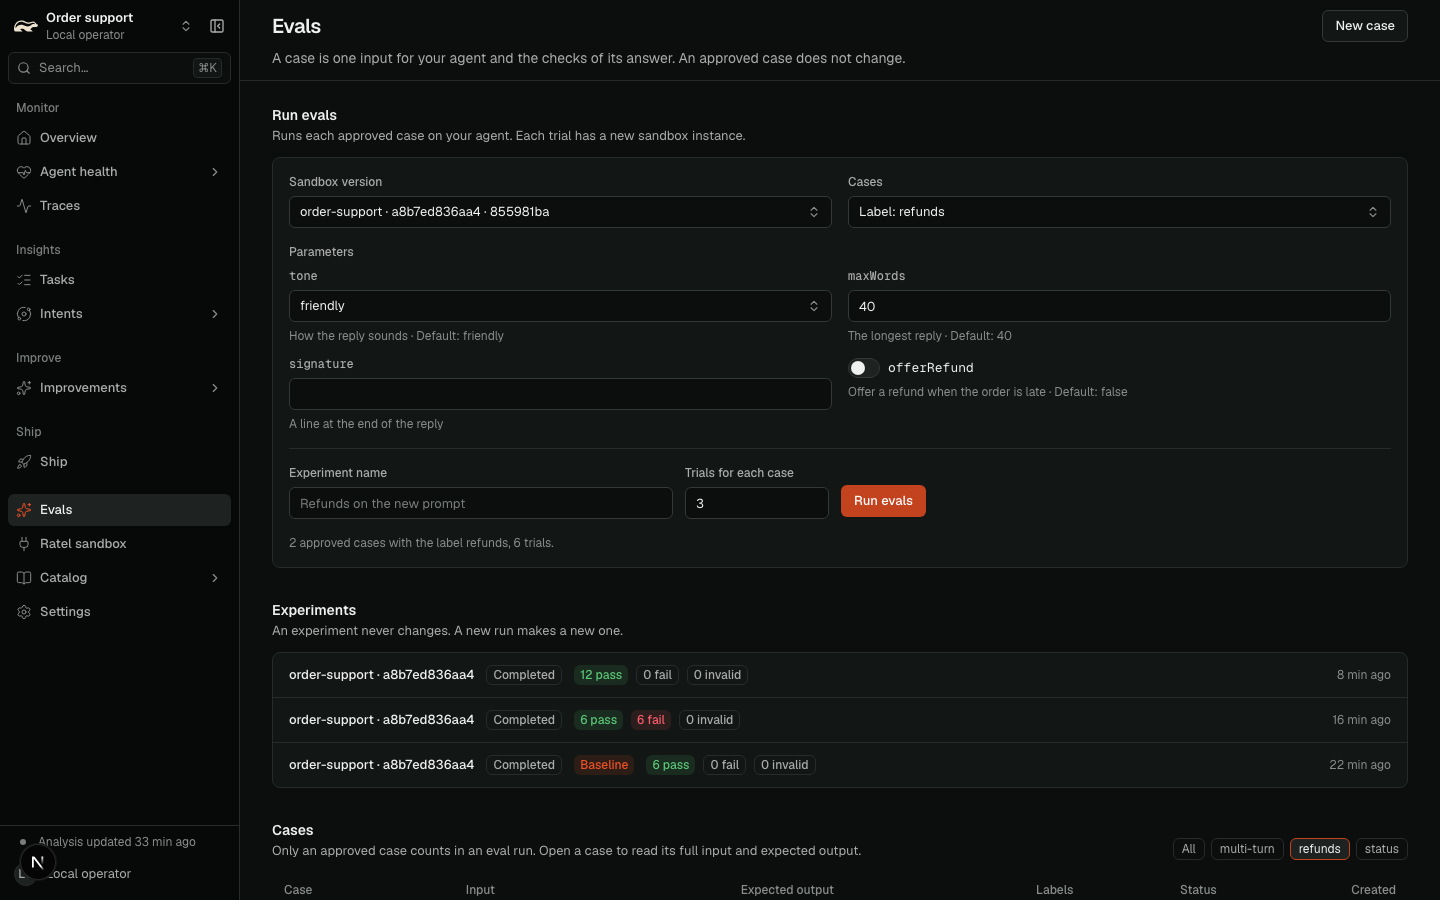 Order support
Local operator
Search...
⌘K
Monitor
Overview
Agent health
Traces
Insights
Tasks
Intents
Improve
Improvements
Ship
Ship
Evals
Ratel sandbox
Catalog
Settings
Analysis updated 33 min ago
N
Local operator
Evals
New case
A case is one input for your agent and the checks of its answer. An approved case does not change.
Run evals
Runs each approved case on your agent. Each trial has a new sandbox instance.
Sandbox version
Cases
order-support · a8b7ed836aa4 · 855981ba
Label: refunds
Parameters
tone
maxWords
friendly
40
How the reply sounds · Default: friendly
The longest reply · Default: 40
signature
offerRefund
Offer a refund when the order is late · Default: false
A line at the end of the reply
Experiment name
Trials for each case
Refunds on the new prompt
3
Run evals
2 approved cases with the label refunds, 6 trials.
Experiments
An experiment never changes. A new run makes a new one.
order-support · a8b7ed836aa4 Completed 12 pass 0 fail 0 invalid 8 min ago
order-support · a8b7ed836aa4 Completed 6 pass 6 fail 0 invalid 16 min ago
order-support · a8b7ed836aa4 Completed Baseline 6 pass 0 fail 0 invalid 22 min ago
Cases
Only an approved case counts in an eval run. Open a case to read its full input and expected output.
All multi-turn refunds status
Case Input Expected output Labels Status Created